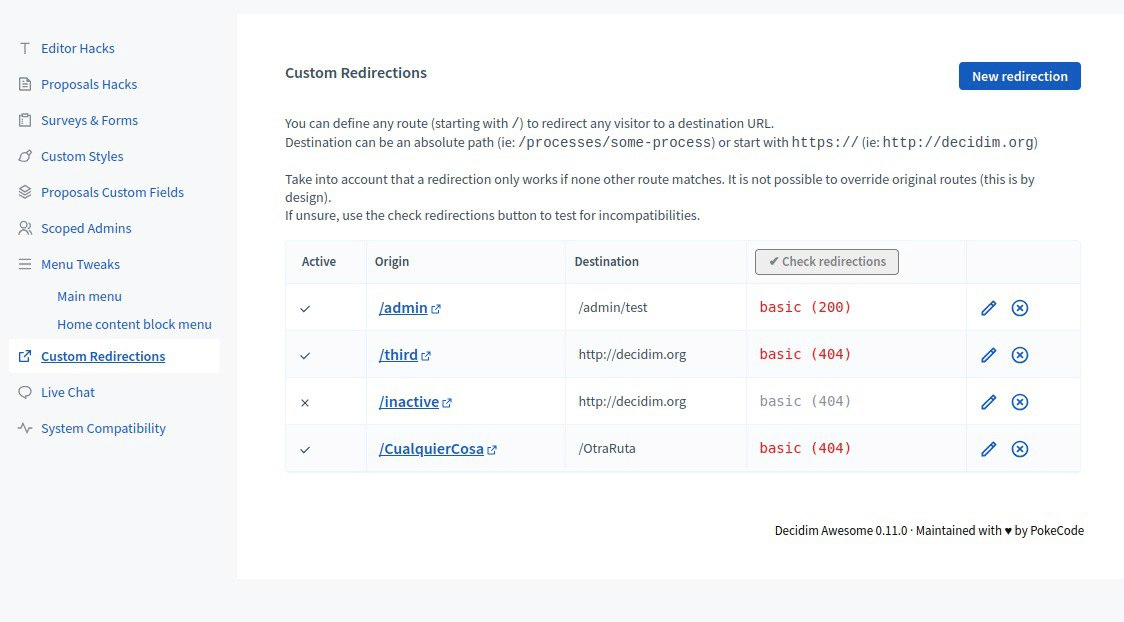 Editor Hacks
Proposals Hacks
Surveys & Forms
Custom Styles
Proposals Custom Fields
Scoped Admins
Menu Tweaks
Main menu
Home content block menu
Custom Redirections
Live Chat
System Compatibility
Custom Redirections
New redirection
You can define any route (starting with /) to redirect any visitor to a destination URL.
Destination can be an absolute path (ie: /processes/some-process) or start with https:// (ie: http://decidim.org)
Take into account that a redirection only works if none other route matches. It is not possible to override original routes (this is by
design).
If unsure, use the check redirections button to test for incompatibilities.
Active Origin Destination ✔ Check redirections
✓ /admin /admin/test basic (200)
✓ /third http://decidim.org basic (404)
✕ /inactive http://decidim.org basic (404)
✓ /CualquierCosa /OtraRuta basic (404)
Decidim Awesome 0.11.0 · Maintained with ♥ by PokeCode